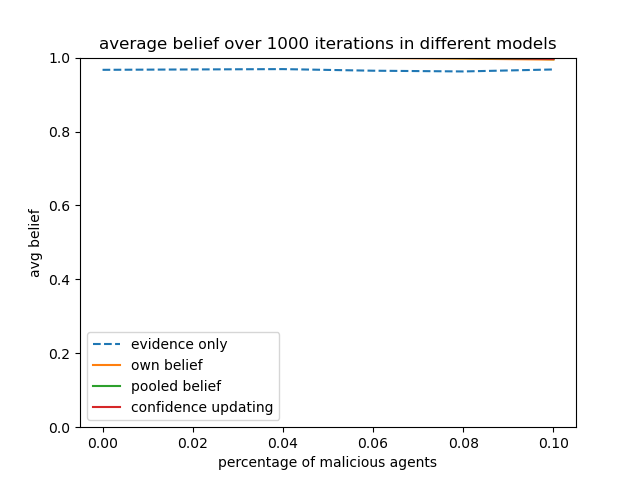 average belief over 1000 iterations in different models
avg belief
1.0
0.8
0.6
0.4
0.2
0.0
evidence only
own belief
pooled belief
confidence updating
0.00 0.02 0.04 0.06 0.08 0.10
percentage of malicious agents